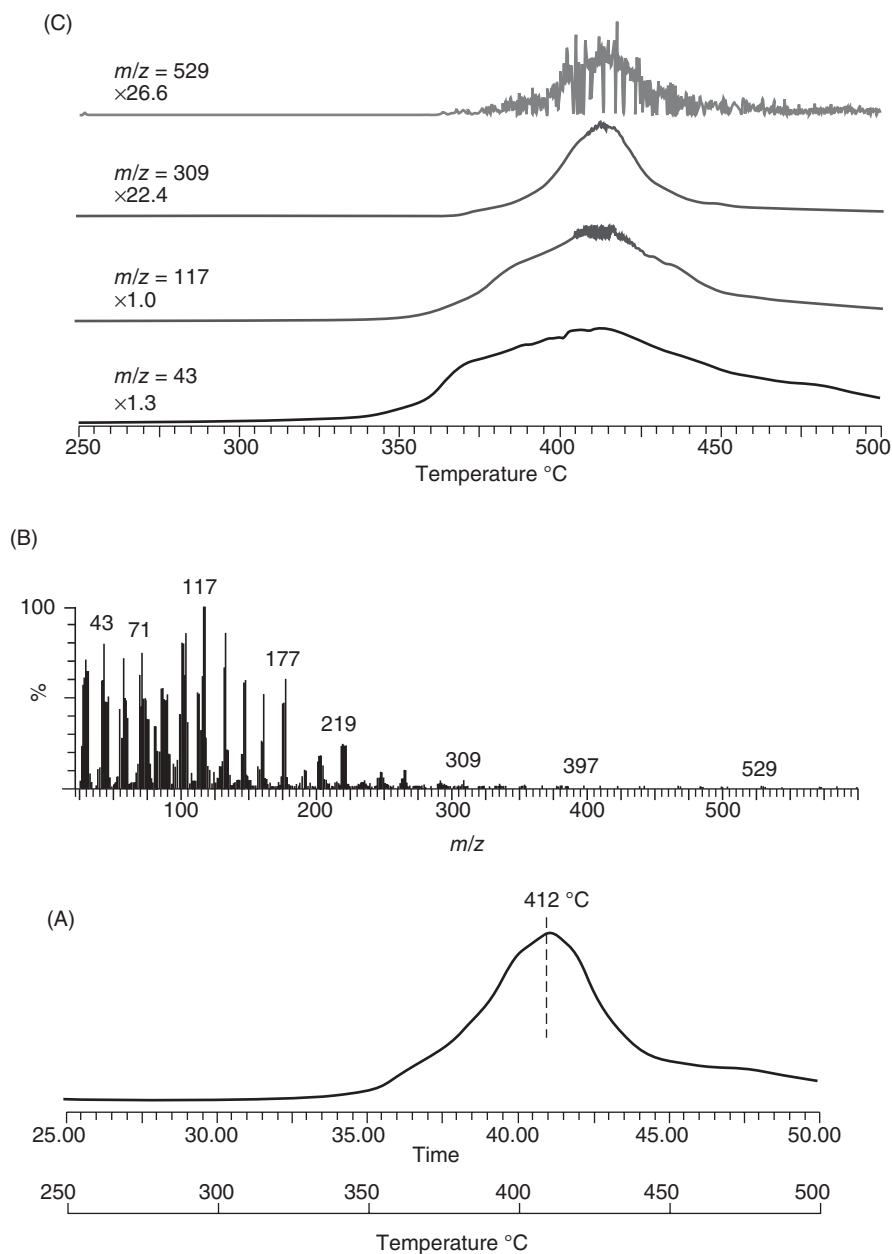 (C)
m/z = 529
×26.6
m/z = 309
×22.4
m/z = 117
×1.0
m/z = 43
×1.3
250 300 350 400 450 500
Temperature °C
(B)
100
%
43 71 117 177 219 309 397 529
100 200 300 400 500
m/z
(A)
412 °C
25.00 30.00 35.00 40.00 45.00 50.00
Time
250 300 350 400 450 500
Temperature °C